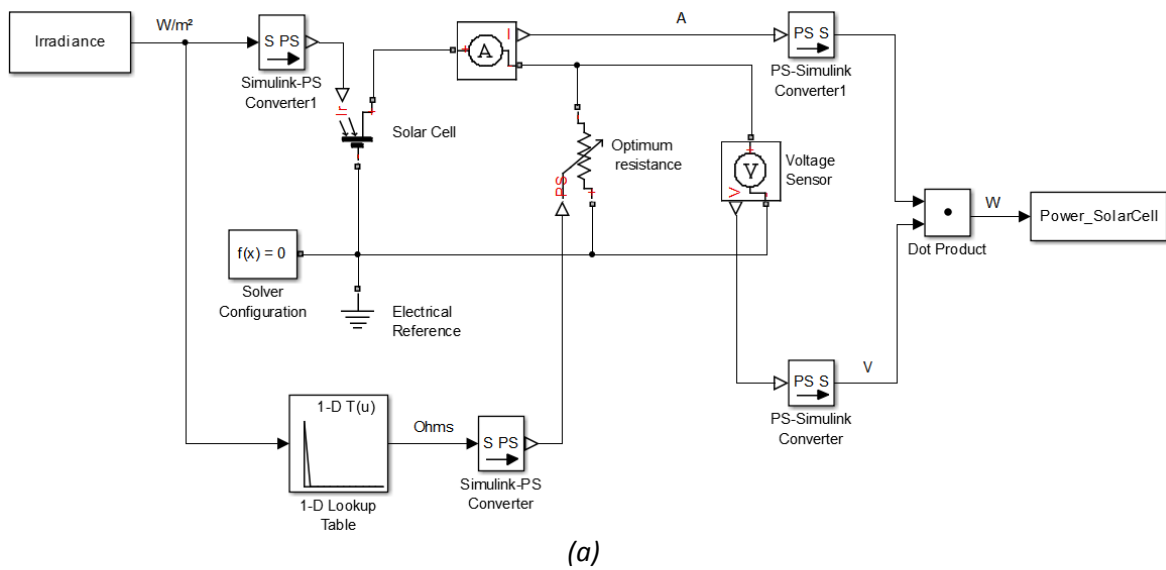 W/m²
Irradiance
S PS
Simulink-PS
Converter1
Ir
+
-
Solar Cell
+
A
I
-
A
PS S
PS-Simulink
Converter1
-
PS
+
Optimum
resistance
+
V
V
-
Voltage
Sensor
W
Dot Product
Power_SolarCell
f(x) = 0
Solver
Configuration
Electrical
Reference
1-D T(u)
1-D Lookup
Table
Ohms
S PS
Simulink-PS
Converter
V
PS S
PS-Simulink
Converter
(a)